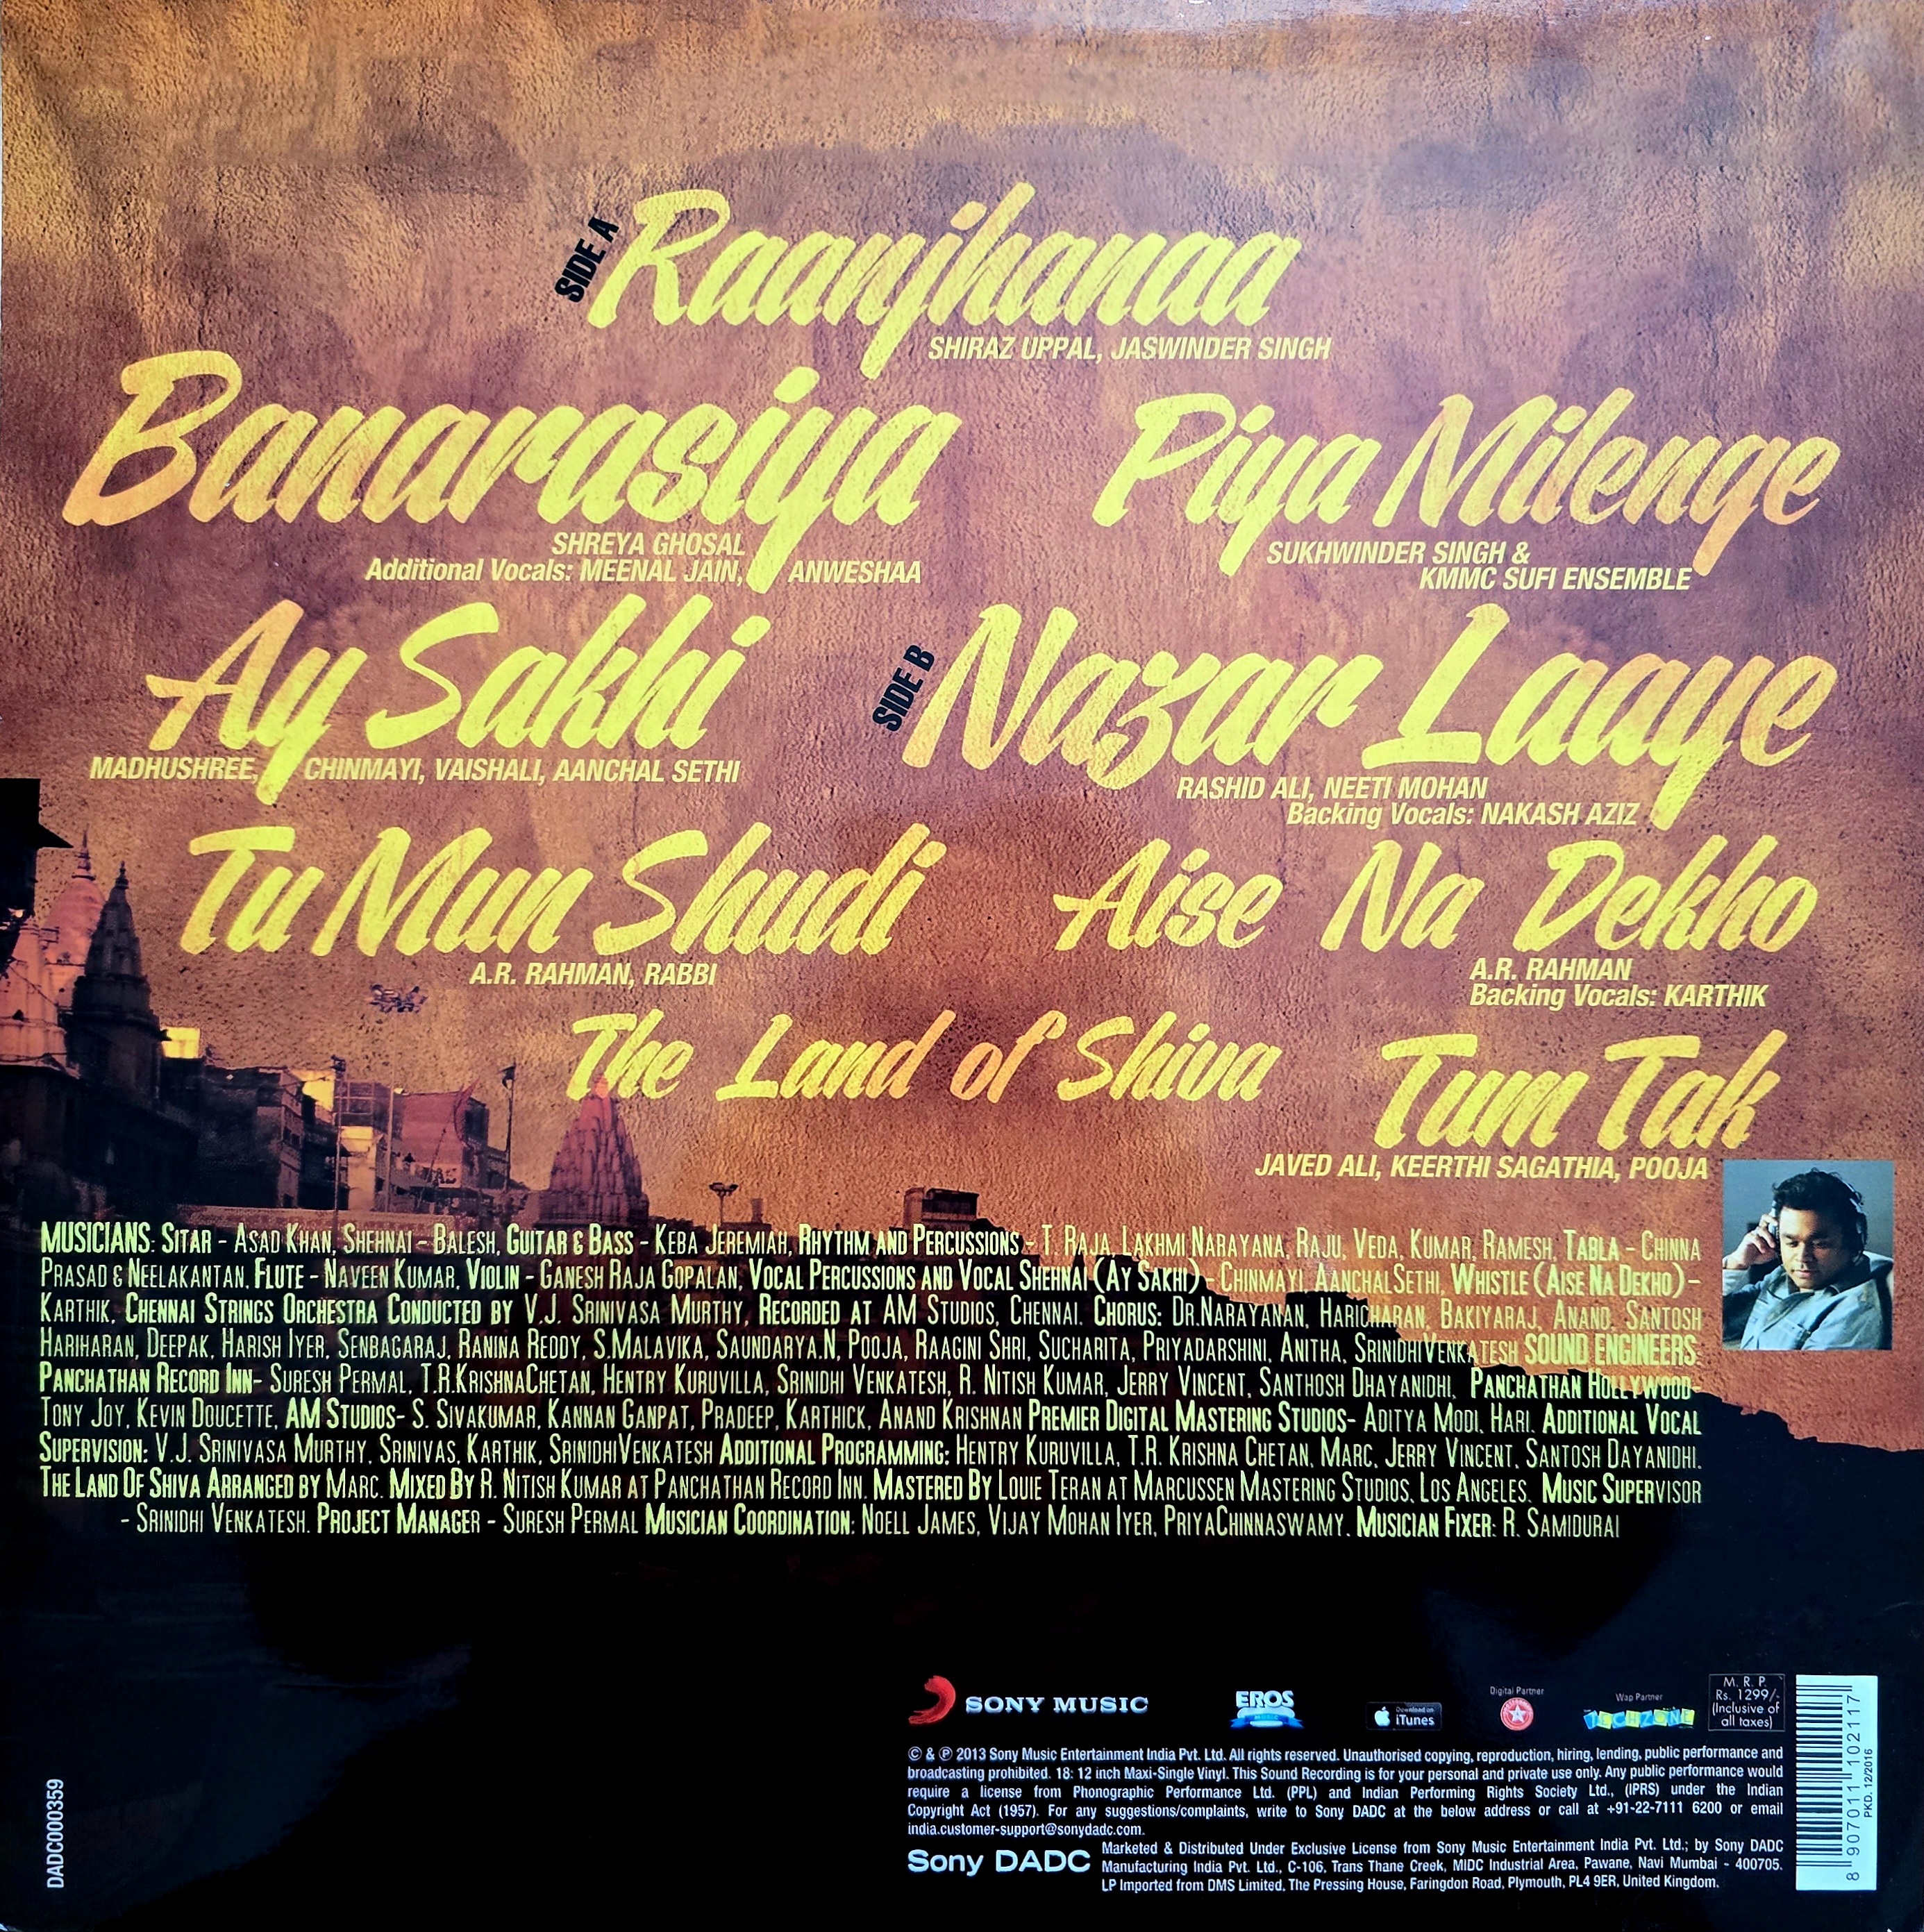 SIDE A
Raanjhanaa
SHIRAZ UPPAL, JASWINDER SINGH
Banarasiya
SHREYA GHOSAL
Additional Vocals: MEENAL JAIN, ANWESHAA
Piya Milenge
SUKHWINDER SINGH &
KMMC SUFI ENSEMBLE
Ay Sakhi
MADHUSHREE, CHINMAYI, VAISHALI, AANCHAL SETHI
SIDE B
Nazar Laaye
RASHID ALI, NEETI MOHAN
Backing Vocals: NAKASH AZIZ
Tu Mun Shudi
A.R. RAHMAN, RABBI
Aise Na Dekho
A.R. RAHMAN
Backing Vocals: KARTHIK
The Land of Shiva
Tum Tak
JAVED ALI, KEERTHI SAGATHIA, POOJA
MUSICIANS: SITAR - ASAD KHAN, SHEHNAI - BALESH, GUITAR & BASS - KEBA JEREMIAH, RHYTHM AND PERCUSSIONS - T. RAJA, LAKHMI NARAYANA, RAJU, VEDA, KUMAR, RAMESH, TABLA - CHINNA
PRASAD & NEELAKANTAN, FLUTE - NAVEEN KUMAR, VIOLIN - GANESH RAJA GOPALAN, VOCAL PERCUSSIONS AND VOCAL SHEHNAI (AY SAKHI) - CHINMAYI, AANCHALSETHI, WHISTLE (AISE NA DEKHO) -
KARTHIK, CHENNAI STRINGS ORCHESTRA CONDUCTED BY V.J. SRINIVASA MURTHY, RECORDED AT AM STUDIOS, CHENNAI. CHORUS: DR.NARAYANAN, HARICHARAN, BAKIYARAJ, ANAND, SANTOSH
HARIHARAN, DEEPAK, HARISH IYER, SENBAGARAJ, RANINA REDDY, S.MALAVIKA, SAUNDARYA.N, POOJA, RAAGINI SHRI, SUCHARITA, PRIYADARSHINI, ANITHA, SRINIDHIVENKATESH SOUND ENGINEERS:
PANCHATHAN RECORD INN- SURESH PERMAL, T.R.KRISHNACHETAN, HENTRY KURUVILLA, SRINIDHI VENKATESH, R. NITISH KUMAR, JERRY VINCENT, SANTHOSH DHAYANIDHI, PANCHATHAN HOLLYWOOD-
TONY JOY, KEVIN DOUCETTE, AM STUDIOS- S. SIVAKUMAR, KANNAN GANPAT, PRADEEP, KARTHICK, ANAND KRISHNAN PREMIER DIGITAL MASTERING STUDIOS- ADITYA MODI, HARI. ADDITIONAL VOCAL
SUPERVISION: V.J. SRINIVASA MURTHY, SRINIVAS, KARTHIK, SRINIDHIVENKATESH ADDITIONAL PROGRAMMING: HENTRY KURUVILLA, T.R. KRISHNA CHETAN, MARC, JERRY VINCENT, SANTOSH DAYANIDHI.
THE LAND OF SHIVA ARRANGED BY MARC. MIXED BY R. NITISH KUMAR AT PANCHATHAN RECORD INN. MASTERED BY LOUIE TERAN AT MARCUSSEN MASTERING STUDIOS, LOS ANGELES. MUSIC SUPERVISOR
- SRINIDHI VENKATESH. PROJECT MANAGER - SURESH PERMAL MUSICIAN COORDINATION: NOELL JAMES, VIJAY MOHAN IYER, PRIYACHINNASWAMY. MUSICIAN FIXER: R. SAMIDURAI
SONY MUSIC
EROS
MUSIC
Download on
iTunes
Digital Partner
Wap Partner
TECHZONE
M. R. P.
Rs. 1299/-
(Inclusive of
all taxes)
© & ℗ 2013 Sony Music Entertainment India Pvt. Ltd. All rights reserved. Unauthorised copying, reproduction, hiring, lending, public performance and
broadcasting prohibited. 18: 12 inch Maxi-Single Vinyl. This Sound Recording is for your personal and private use only. Any public performance would
require a license from Phonographic Performance Ltd. (PPL) and Indian Performing Rights Society Ltd., (IPRS) under the Indian
Copyright Act (1957). For any suggestions/complaints, write to Sony DADC at the below address or call at +91-22-7111 6200 or email
india.customer-support@sonydadc.com.
Sony DADC
Marketed & Distributed Under Exclusive License from Sony Music Entertainment India Pvt. Ltd.; by Sony DADC
Manufacturing India Pvt. Ltd., C-106, Trans Thane Creek, MIDC Industrial Area, Pawane, Navi Mumbai - 400705.
LP Imported from DMS Limited, The Pressing House, Faringdon Road, Plymouth, PL4 9ER, United Kingdom.
8 907011 102117
PKD. 12/2016
DADC000359